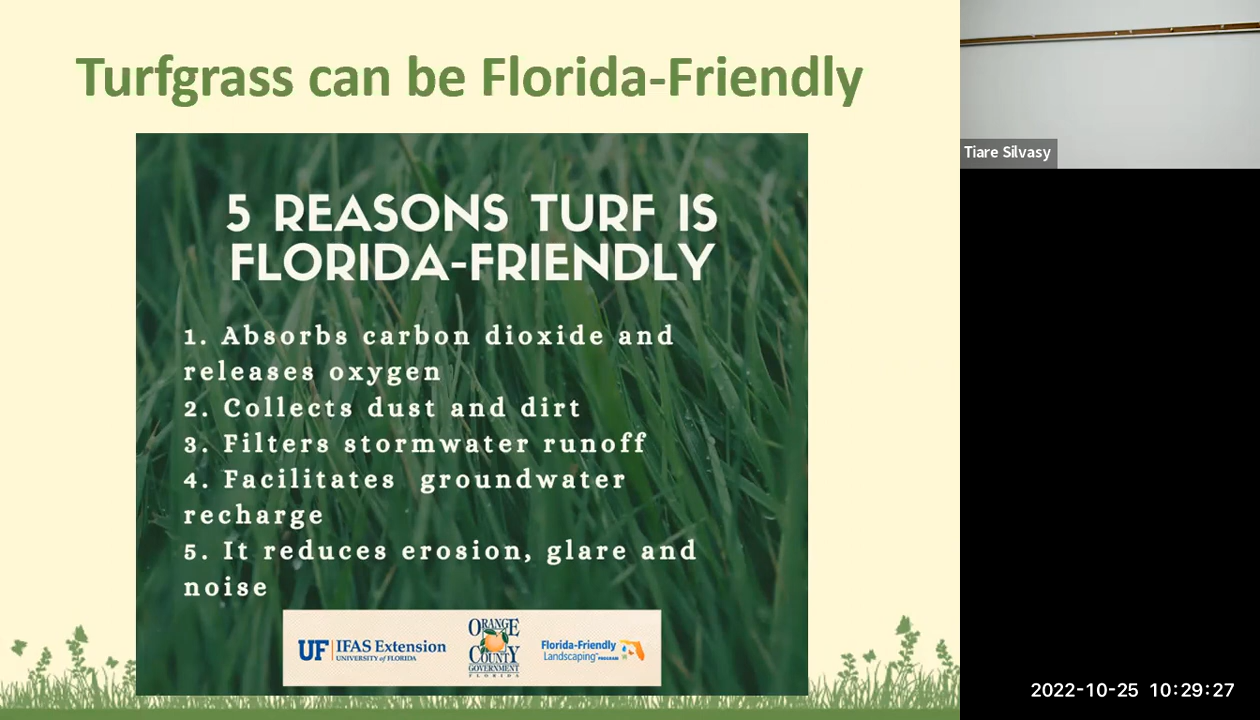 Turfgrass can be Florida-Friendly
5 REASONS TURF IS
FLORIDA-FRIENDLY
1. Absorbs carbon dioxide and
releases oxygen
2. Collects dust and dirt
3. Filters stormwater runoff
4. Facilitates groundwater
recharge
5. It reduces erosion, glare and
noise
UF IFAS Extension
UNIVERSITY of FLORIDA
ORANGE
COUNTY
GOVERNMENT
FLORIDA
Florida-Friendly
Landscaping™ PROGRAM
Tiare Silvasy
2022-10-25 10:29:27